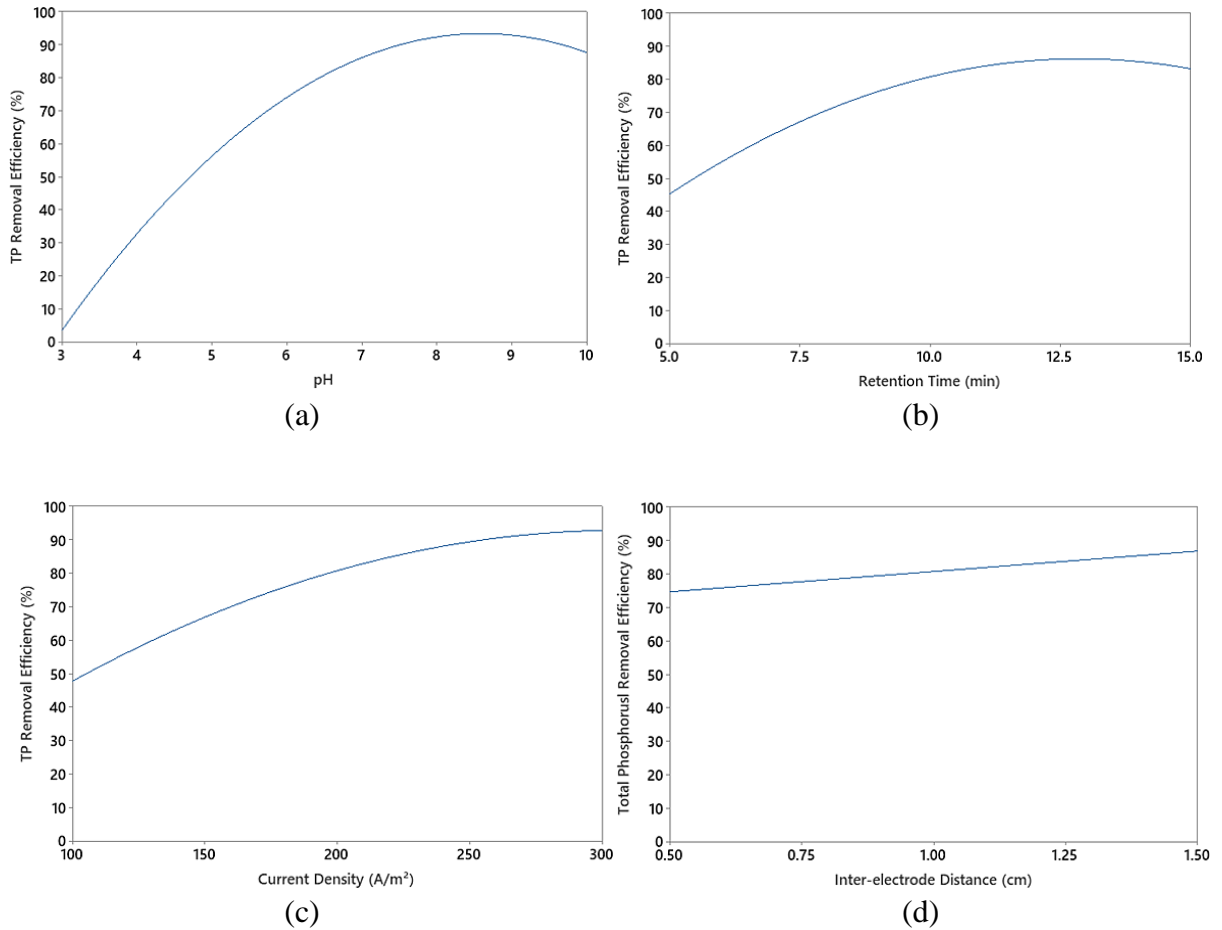 100
90
80
70
60
50
40
30
20
10
0
TP Removal Efficiency (%)
3 4 5 6 7 8 9 10
pH
(a)
100
90
80
70
60
50
40
30
20
10
0
TP Removal Efficiency (%)
5.0 7.5 10.0 12.5 15.0
Retention Time (min)
(b)
100
90
80
70
60
50
40
30
20
10
0
TP Removal Efficiency (%)
100 150 200 250 300
Current Density (A/m²)
(c)
100
90
80
70
60
50
40
30
20
10
0
Total Phosphorusl Removal Efficiency (%)
0.50 0.75 1.00 1.25 1.50
Inter-electrode Distance (cm)
(d)